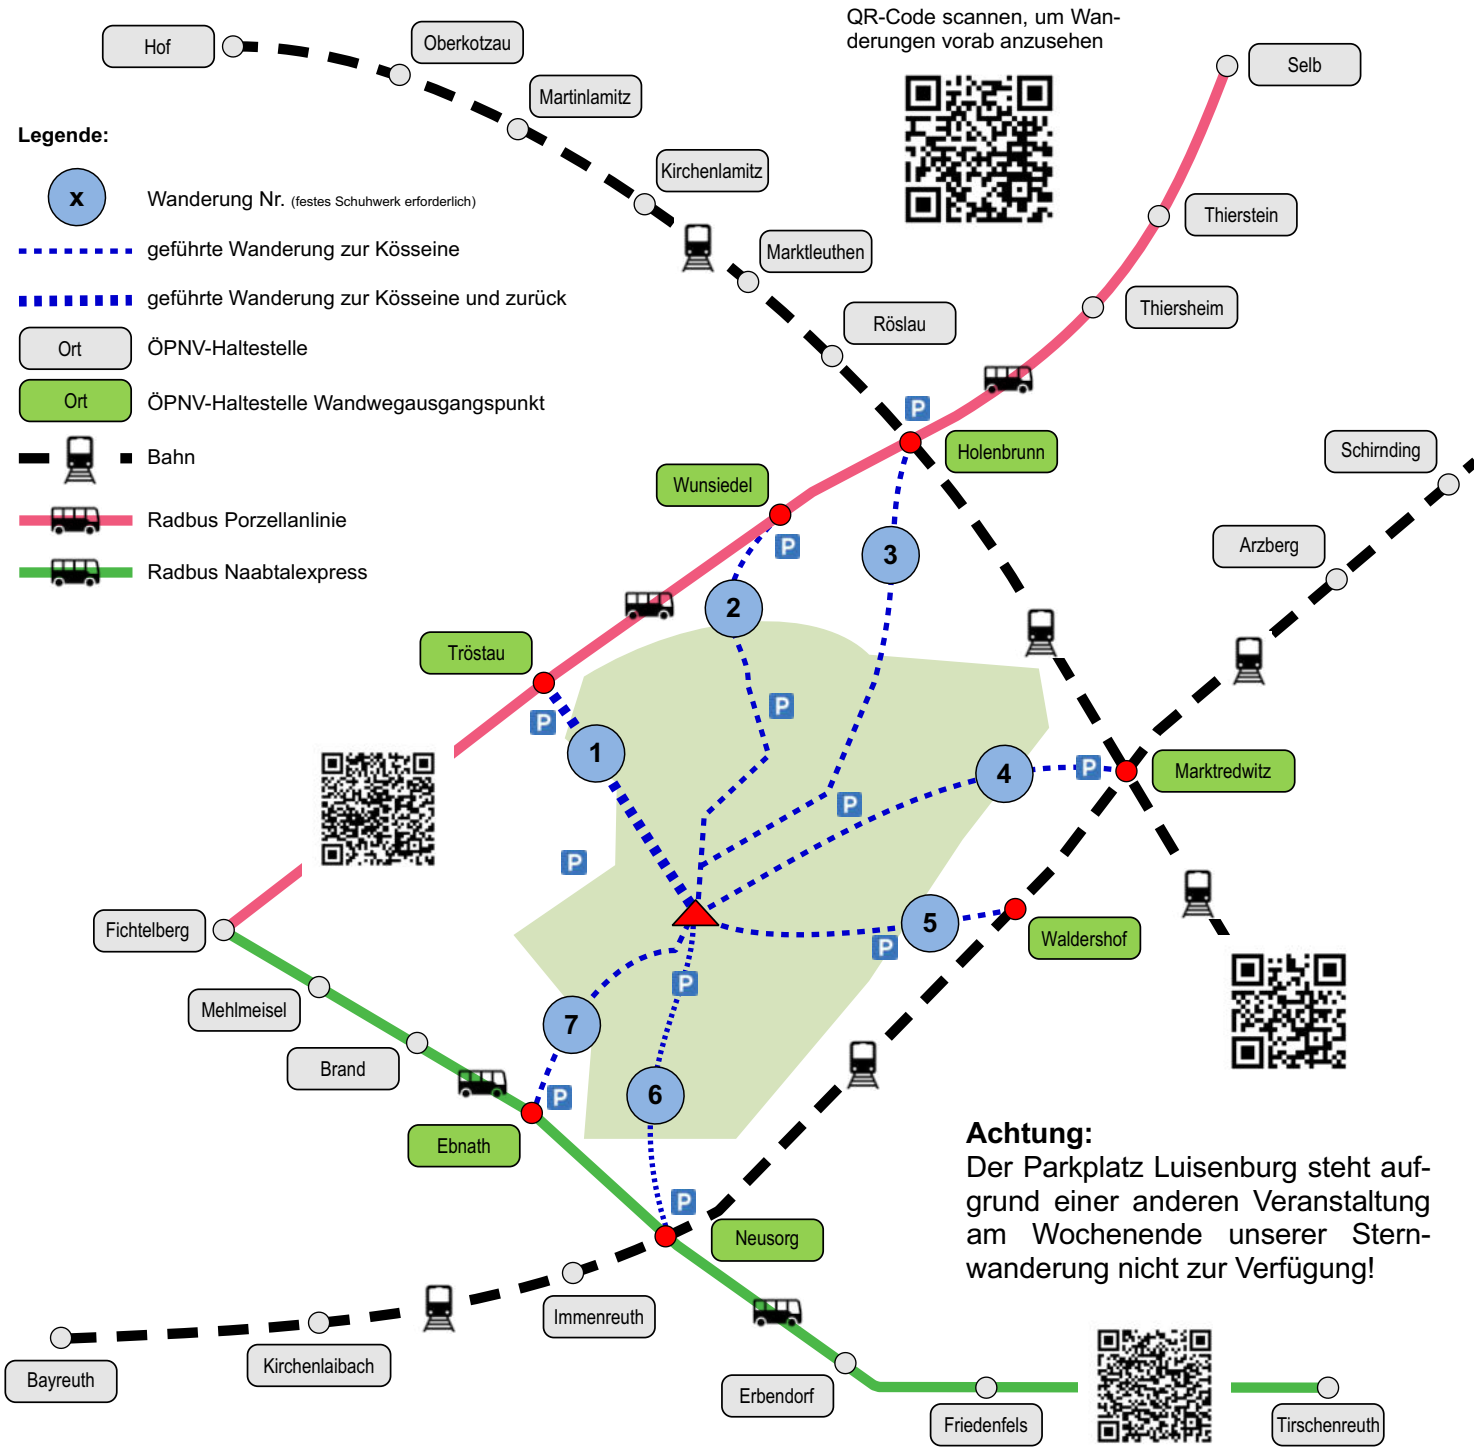 QR-Code scannen, um Wan-
derungen vorab anzusehen
Hof
Oberkotzau
Martinlamitz
Kirchenlamitz
Marktleuthen
Röslau
Selb
Thierstein
Thiersheim
Legende:
x
Wanderung Nr. (festes Schuhwerk erforderlich)
geführte Wanderung zur Kösseine
geführte Wanderung zur Kösseine und zurück
Ort
ÖPNV-Haltestelle
Ort
ÖPNV-Haltestelle Wandwegausgangspunkt
Bahn
Radbus Porzellanlinie
Radbus Naabtalexpress
P
Holenbrunn
Schirnding
Wunsiedel
P
3
Arzberg
2
Tröstau
P
P
1
4
P
Marktredwitz
P
P
Fichtelberg
5
P
Waldershof
Mehlmeisel
P
7
Brand
6
P
Ebnath
P
Neusorg
Achtung:
Der Parkplatz Luisenburg steht auf-
grund einer anderen Veranstaltung
am Wochenende unserer Stern-
wanderung nicht zur Verfügung!
Immenreuth
Kirchenlaibach
Bayreuth
Erbendorf
Friedenfels
Tirschenreuth